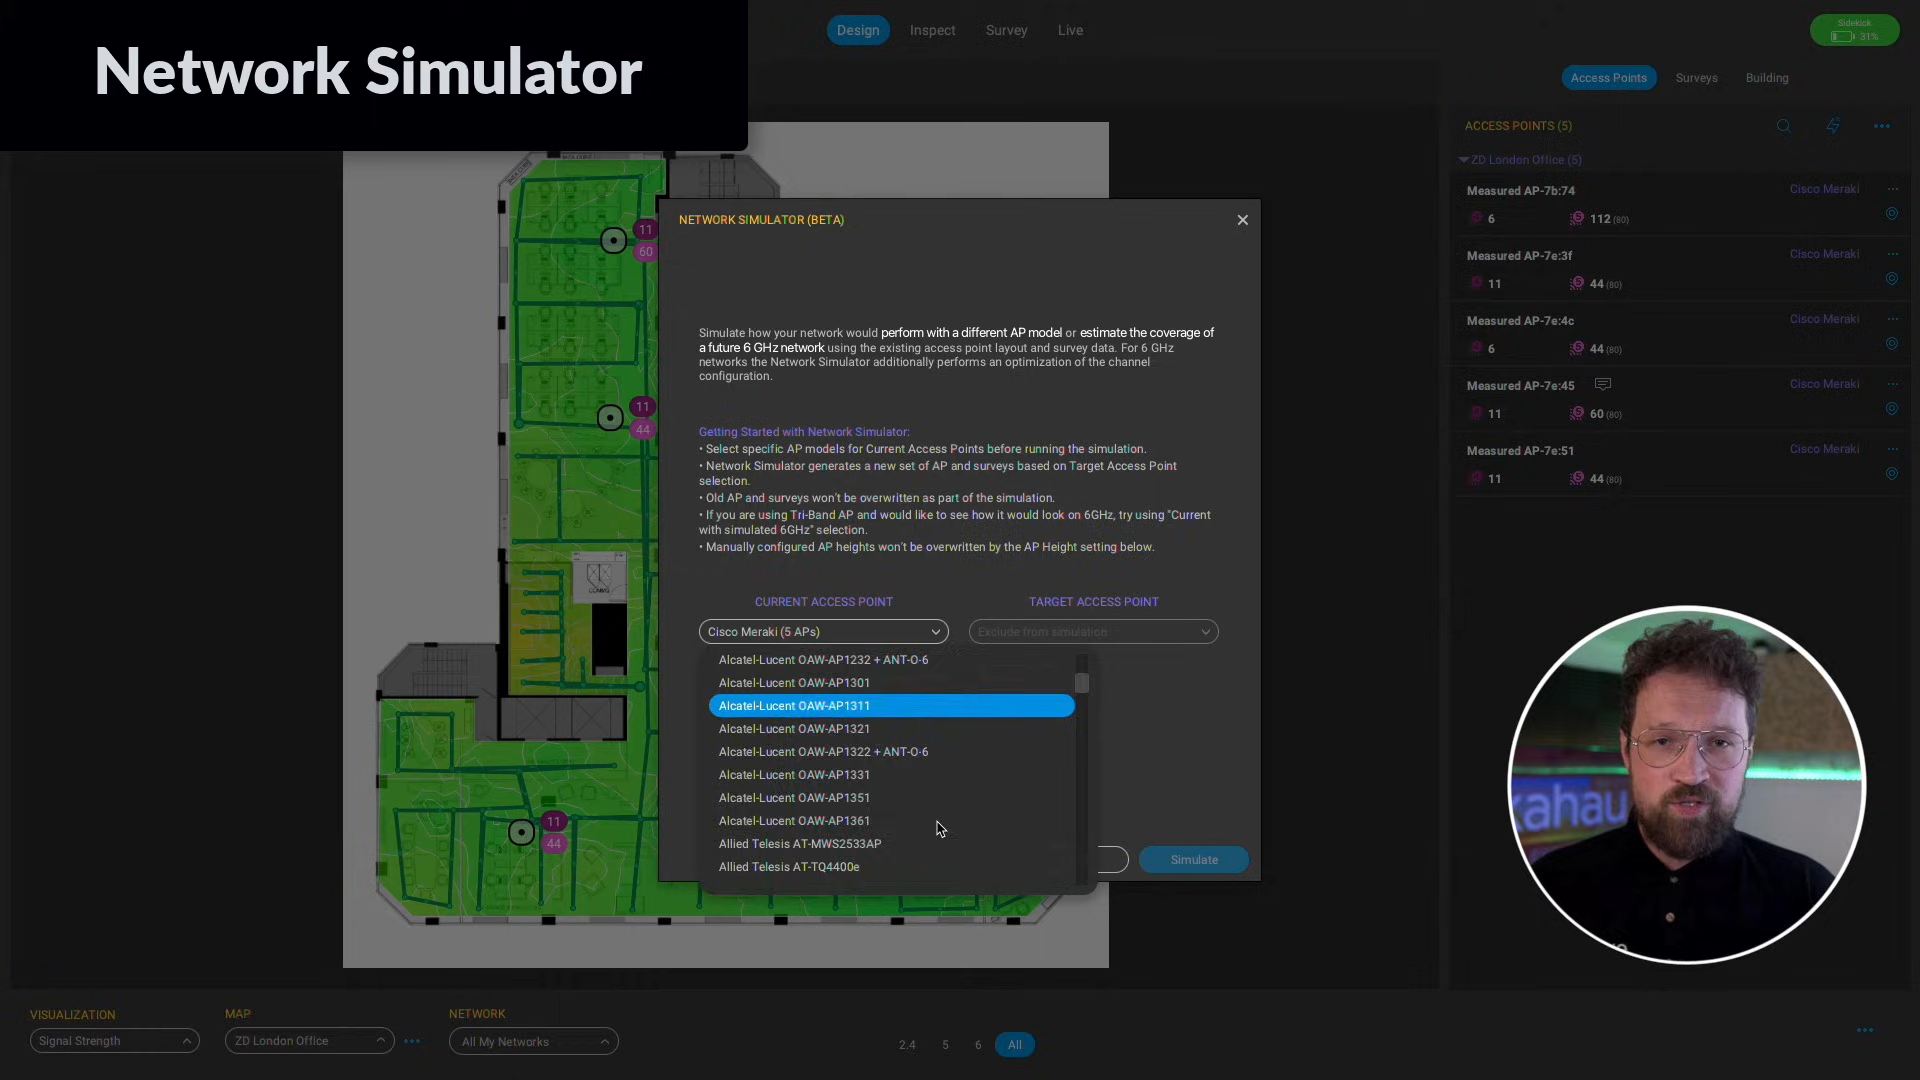 Network Simulator
Design
Inspect
Survey
Live
Sidekick
31%
Access Points
Surveys
Building
ACCESS POINTS (5)
ZD London Office (5)
Measured AP-7b:74
Cisco Meraki
6
112 (80)
Measured AP-7e:3f
Cisco Meraki
11
44 (80)
Measured AP-7e:4c
Cisco Meraki
6
44 (80)
Measured AP-7e:45
Cisco Meraki
11
60 (80)
Measured AP-7e:51
Cisco Meraki
11
44 (80)
11
60
11
44
11
44
NETWORK SIMULATOR (BETA)
Simulate how your network would perform with a different AP model or estimate the coverage of
a future 6 GHz network using the existing access point layout and survey data. For 6 GHz
networks the Network Simulator additionally performs an optimization of the channel
configuration.
Getting Started with Network Simulator:
• Select specific AP models for Current Access Points before running the simulation.
• Network Simulator generates a new set of AP and surveys based on Target Access Point
selection.
• Old AP and surveys won't be overwritten as part of the simulation.
• If you are using Tri-Band AP and would like to see how it would look on 6GHz, try using "Current
with simulated 6GHz" selection.
• Manually configured AP heights won't be overwritten by the AP Height setting below.
CURRENT ACCESS POINT
TARGET ACCESS POINT
Cisco Meraki (5 APs)
Exclude from simulation
Alcatel-Lucent OAW-AP1232 + ANT-O-6
Alcatel-Lucent OAW-AP1301
Alcatel-Lucent OAW-AP1311
Alcatel-Lucent OAW-AP1321
Alcatel-Lucent OAW-AP1322 + ANT-O-6
Alcatel-Lucent OAW-AP1331
Alcatel-Lucent OAW-AP1351
Alcatel-Lucent OAW-AP1361
Allied Telesis AT-MWS2533AP
Allied Telesis AT-TQ4400e
Simulate
kahau
VISUALIZATION
Signal Strength
MAP
ZD London Office
NETWORK
All My Networks
2.4
5
6
All